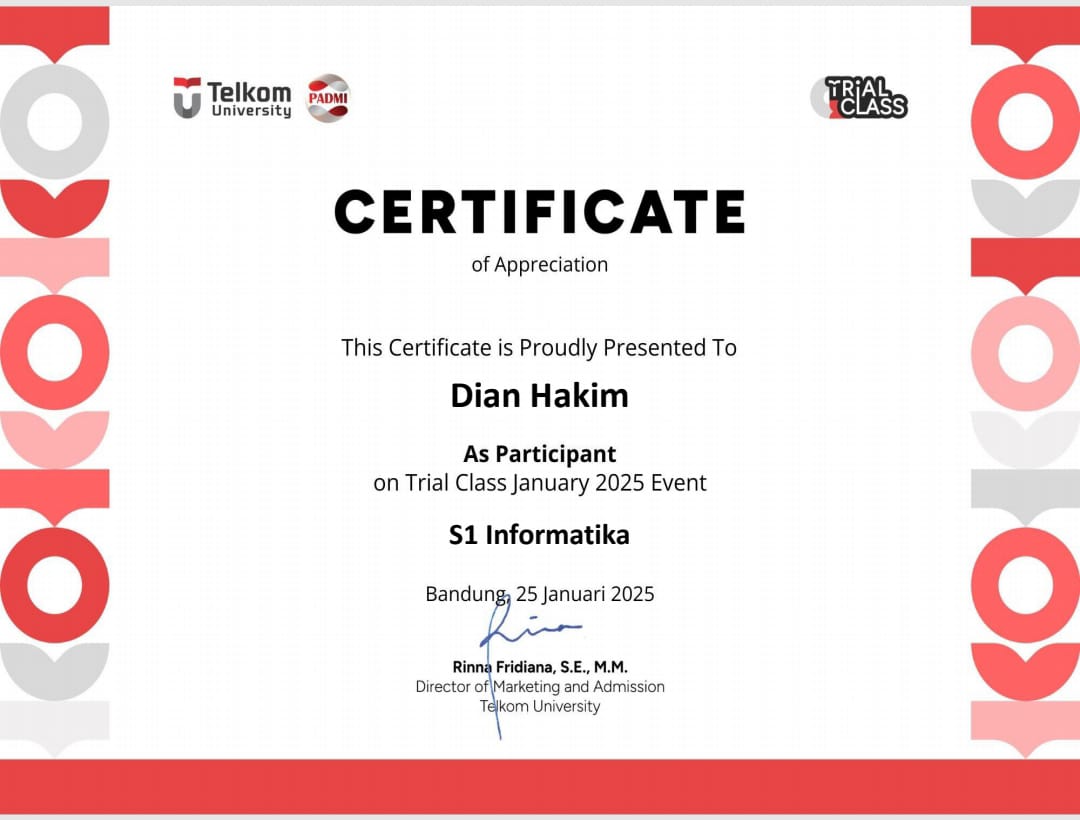 Telkom
University
PADMI
TRiAL
CLASS
CERTIFICATE
of Appreciation
This Certificate is Proudly Presented To
Dian Hakim
As Participant
on Trial Class January 2025 Event
S1 Informatika
Bandung, 25 Januari 2025
Rinna Fridiana, S.E., M.M.
Director of Marketing and Admission
Telkom University